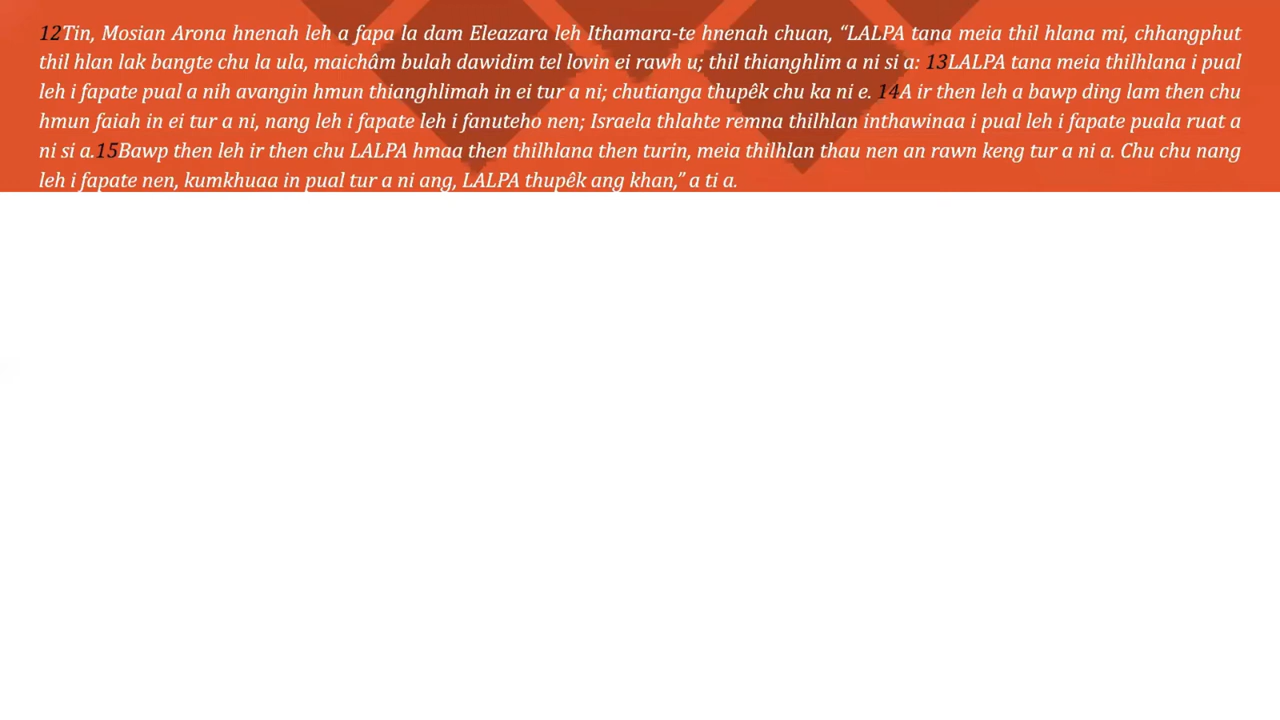 12Tin, Mosian Arona hnenah leh a fapa la dam Eleazara leh Ithamara-te hnenah chuan, “LALPA tana meia thil hlana mi, chhangphut
thil hlan lak bangte chu la ula, maichâm bulah dawidim tel lovin ei rawh u; thil thianghlim a ni si a: 13LALPA tana meia thilhlana i pual
leh i fapate pual a nih avangin hmun thianghlimah in ei tur a ni; chutianga thupêk chu ka ni e. 14A ir then leh a bawp ding lam then chu
hmun faiah in ei tur a ni, nang leh i fapate leh i fanuteho nen; Israela thlahte remna thilhlan inthawinaa i pual leh i fapate puala ruat a
ni si a.15Bawp then leh ir then chu LALPA hmaa then thilhlana then turin, meia thilhlan thau nen an rawn keng tur a ni a. Chu chu nang
leh i fapate nen, kumkhuaa in pual tur a ni ang, LALPA thupêk ang khan,” a ti a.